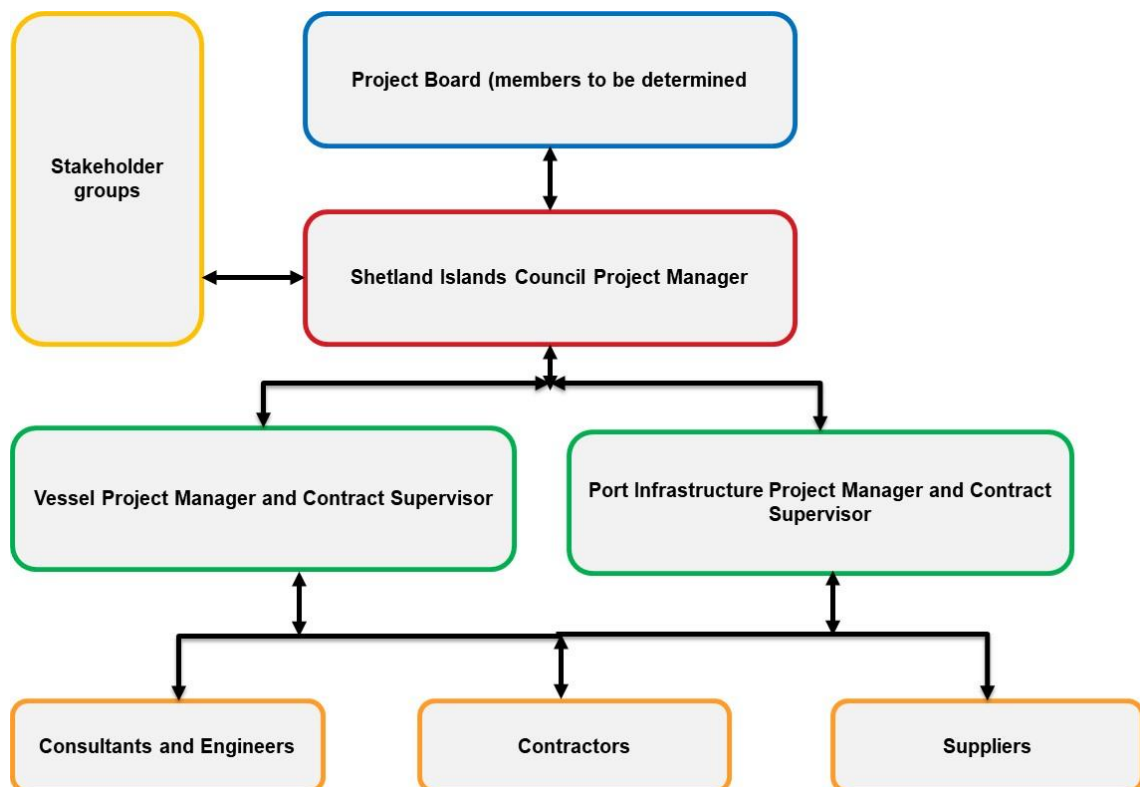 Project Board (members to be determined
Stakeholder
groups
Shetland Islands Council Project Manager
Vessel Project Manager and Contract Supervisor
Port Infrastructure Project Manager and Contract
Supervisor
Consultants and Engineers
Contractors
Suppliers